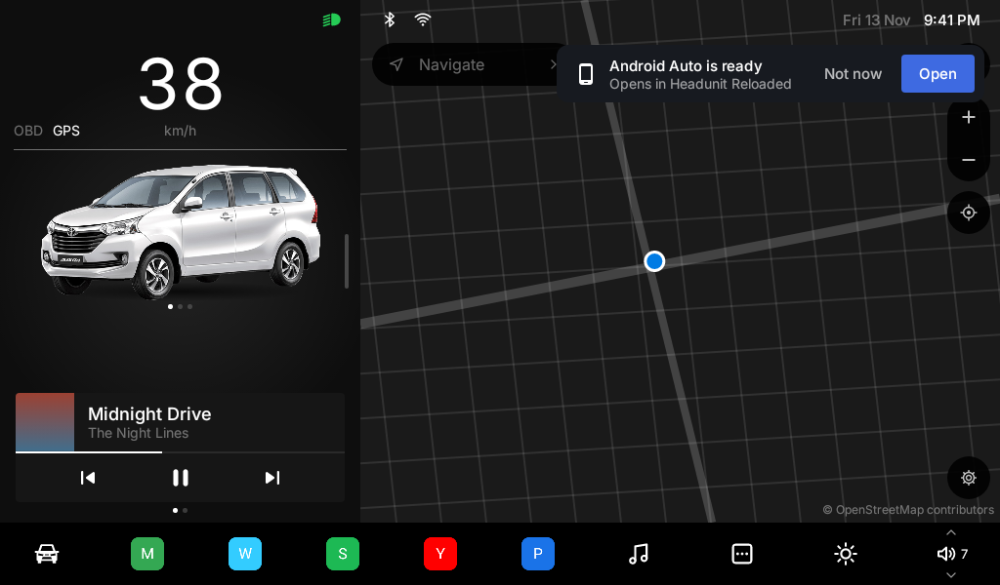 Fri 13 Nov 9:41 PM
38
OBD GPS km/h
Navigate
Android Auto is ready
Opens in Headunit Reloaded
Not now
Open
Midnight Drive
The Night Lines
© OpenStreetMap contributors
M
W
S
Y
P
7